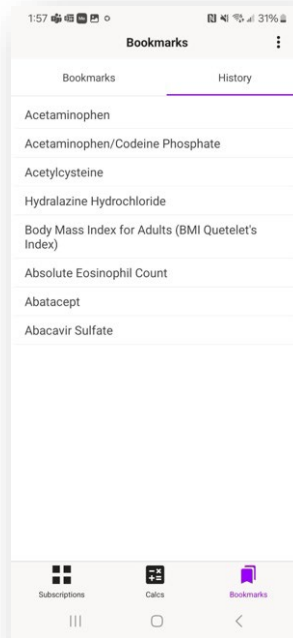 1:57 31%
Bookmarks
Bookmarks History
Acetaminophen
Acetaminophen/Codeine Phosphate
Acetylcysteine
Hydralazine Hydrochloride
Body Mass Index for Adults (BMI Quetelet's
Index)
Absolute Eosinophil Count
Abatacept
Abacavir Sulfate
Subscriptions Calcs Bookmarks